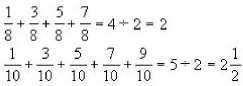 1/8 + 3/8 + 5/8 + 7/8 = 4 ÷ 2 = 2
1/10 + 3/10 + 5/10 + 7/10 + 9/10 = 5 ÷ 2 = 2 1/2